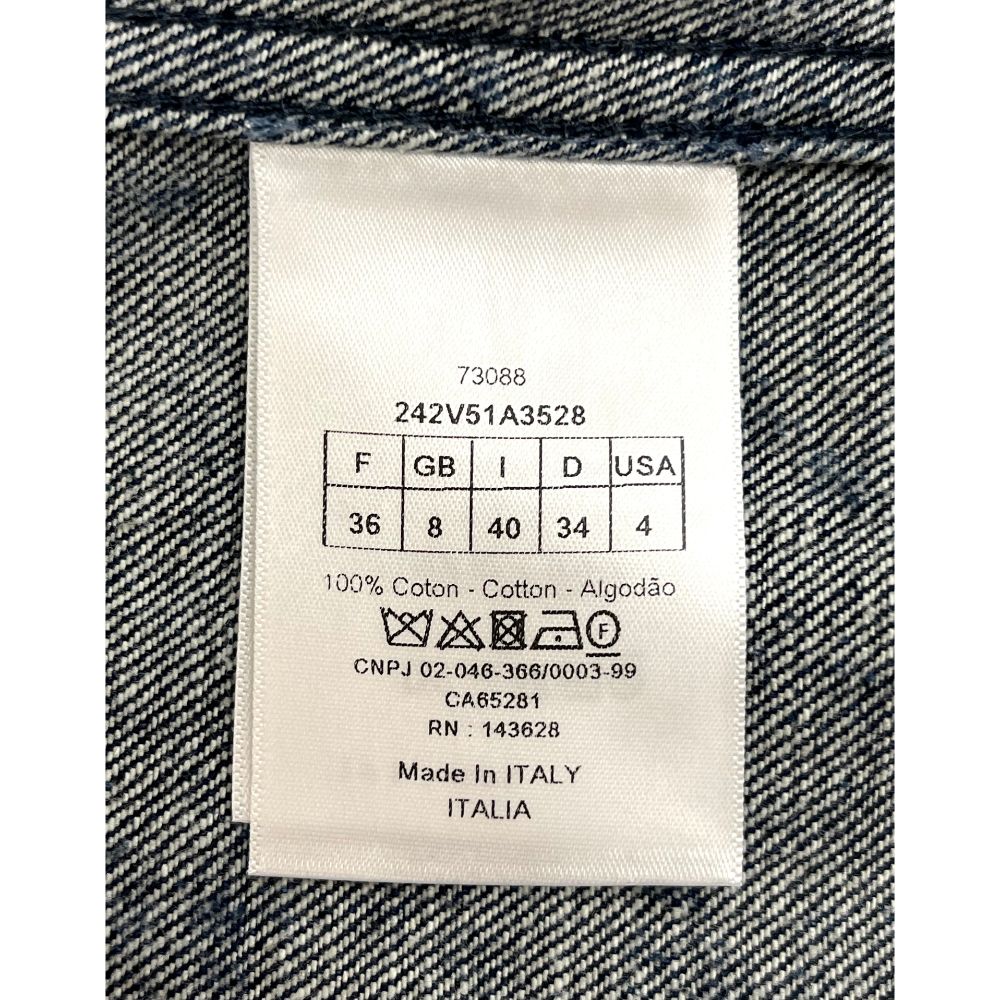 73088
242V51A3528
F GB I D USA
36 8 40 34 4
100% Coton - Cotton - Algodão
F
CNPJ 02-046-366/0003-99
CA65281
RN : 143628
Made In ITALY
ITALIA